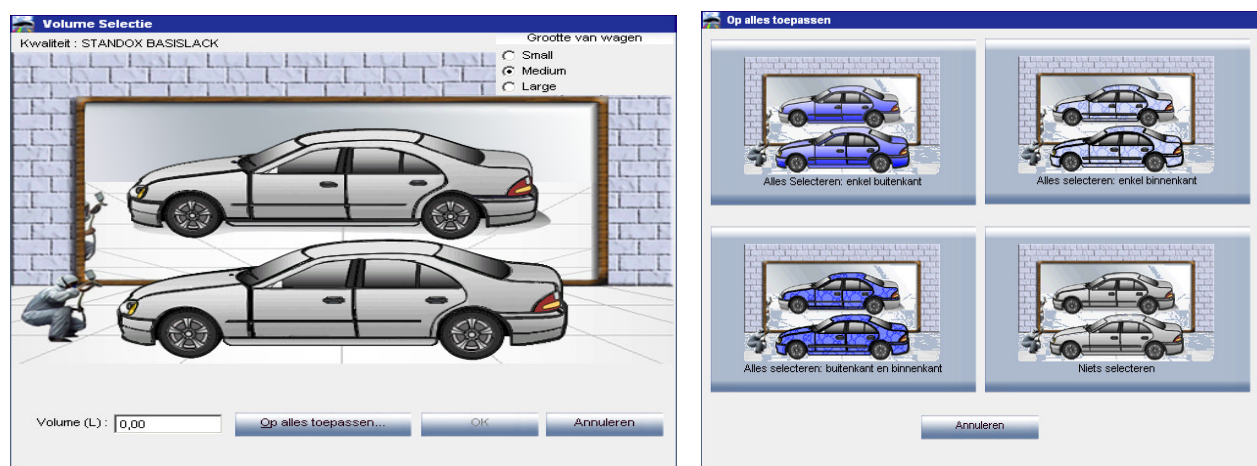 Volume Selectie
Kwaliteit : STANDOX BASISLACK
Grootte van wagen
Small
Medium
Large
Volume (L) : 0,00
Op alles toepassen...
OK
Annuleren
Op alles toepassen
Alles Selecteren: enkel buitenkant
Alles selecteren: enkel binnenkant
Alles selecteren: buitenkant en binnenkant
Niets selecteren
Annuleren